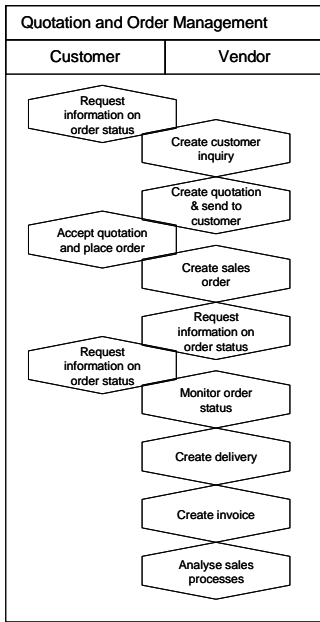 Quotation and Order Management
Customer
Vendor
Request
information on
order status
Create customer
inquiry
Create quotation
& send to
customer
Accept quotation
and place order
Create sales
order
Request
information on
order status
Request
information on
order status
Monitor order
status
Create delivery
Create invoice
Analyse sales
processes